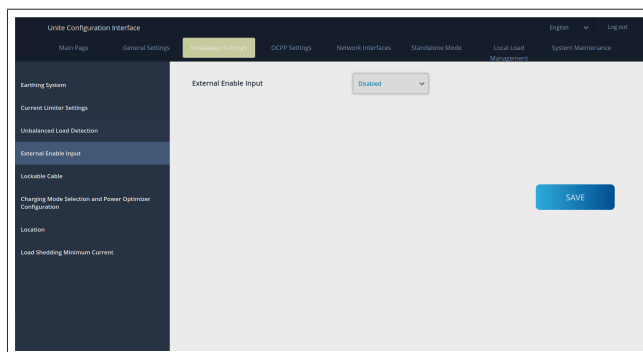 Unite Configuration Interface
English
Log out
Main Page
General Settings
Installation Settings
OCPP Settings
Network Interfaces
Standalone Mode
Local Load
Management
System Maintenance
Earthing System
Current Limiter Settings
Unbalanced Load Detection
External Enable Input
Lockable Cable
Charging Mode Selection and Power Optimizer
Configuration
Location
Load Shedding Minimum Current
External Enable Input
Disabled
SAVE